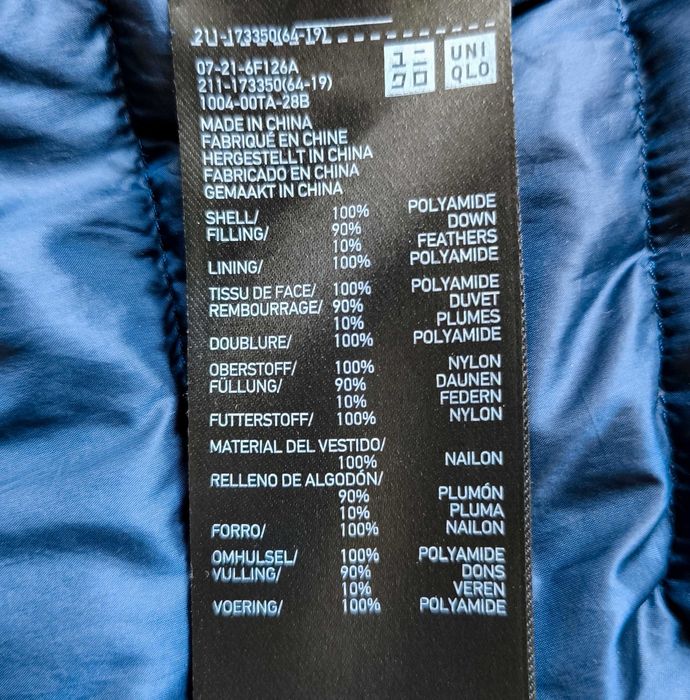 211-173350(64-19)
ユニ
クロ
UNI
QLO
07-21-6F126A
211-173350(64-19)
1004-00TA-28B
MADE IN CHINA
FABRIQUÉ EN CHINE
HERGESTELLT IN CHINA
FABRICADO EN CHINA
GEMAAKT IN CHINA
SHELL/ 100% POLYAMIDE
FILLING/ 90% DOWN
10% FEATHERS
LINING/ 100% POLYAMIDE
TISSU DE FACE/ 100% POLYAMIDE
REMBOURRAGE/ 90% DUVET
10% PLUMES
DOUBLURE/ 100% POLYAMIDE
OBERSTOFF/ 100% NYLON
FÜLLUNG/ 90% DAUNEN
10% FEDERN
FUTTERSTOFF/ 100% NYLON
MATERIAL DEL VESTIDO/
100% NAILON
RELLENO DE ALGODÓN/
90% PLUMÓN
10% PLUMA
FORRO/ 100% NAILON
OMHULSEL/ 100% POLYAMIDE
VULLING/ 90% DONS
10% VEREN
VOERING/ 100% POLYAMIDE